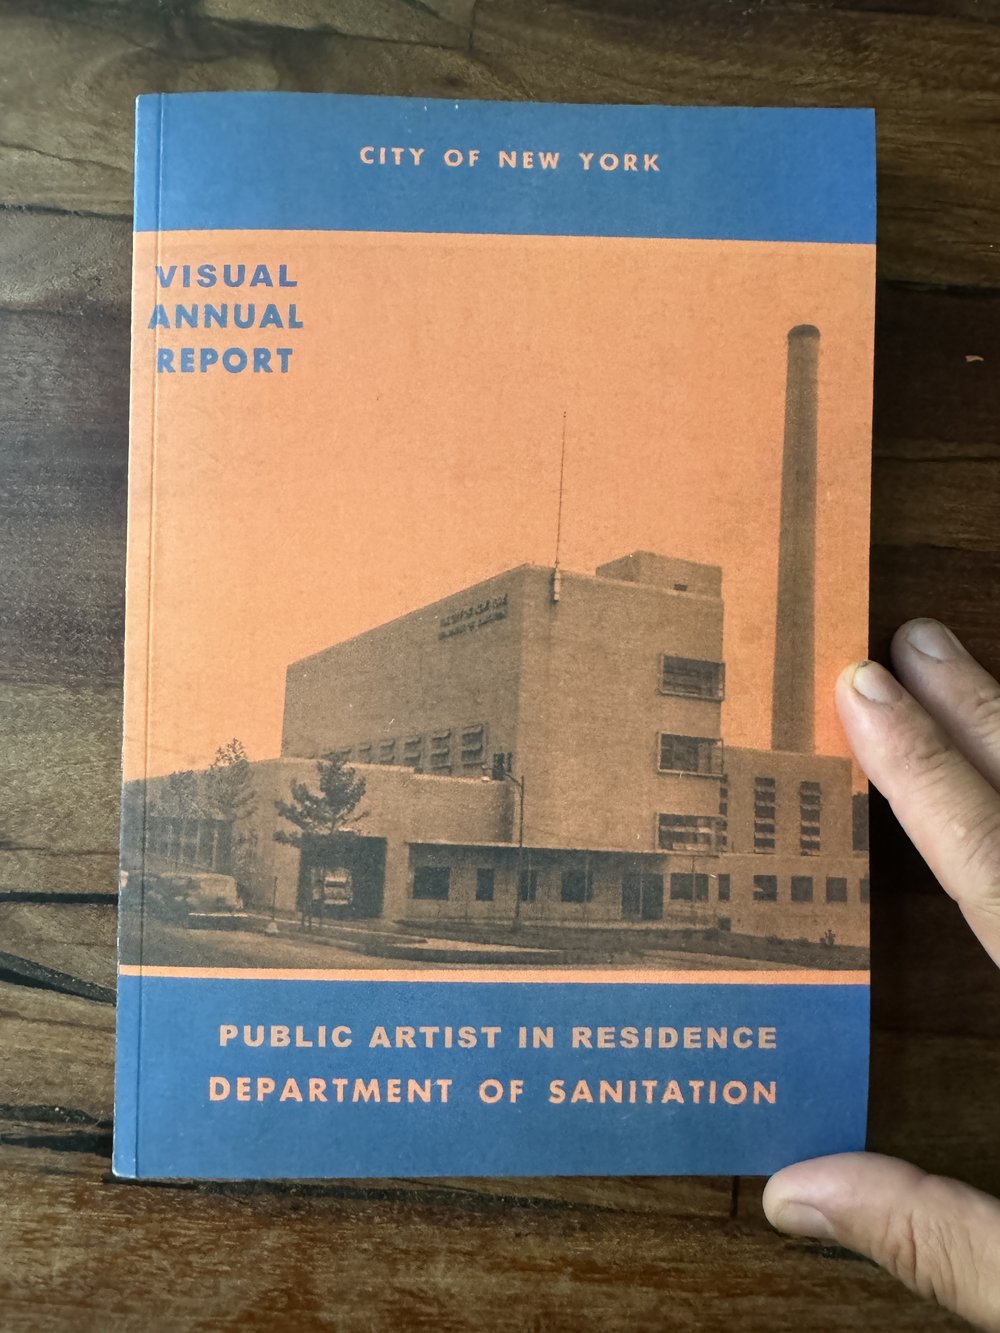 CITY OF NEW YORK
VISUAL
ANNUAL
REPORT
PUBLIC ARTIST IN RESIDENCE
DEPARTMENT OF SANITATION